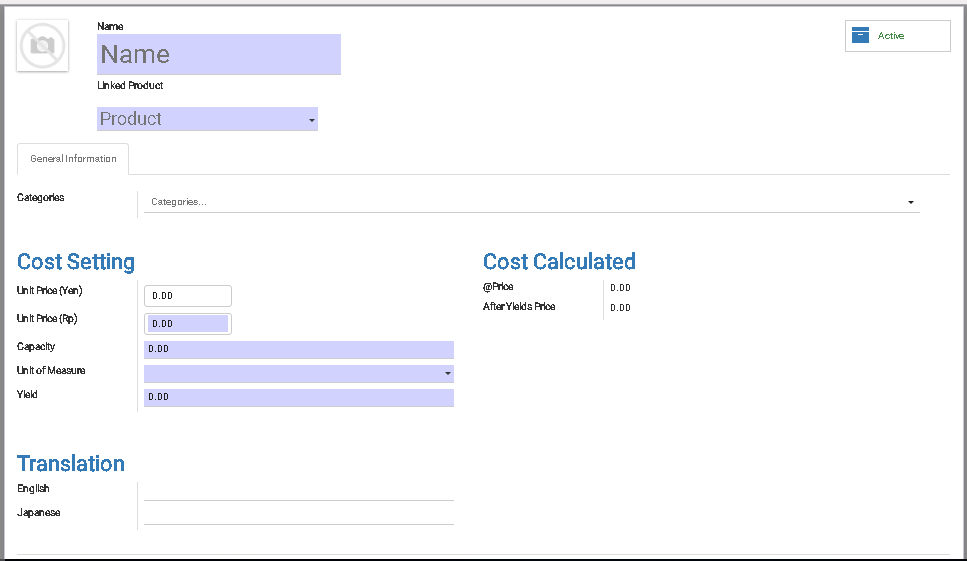 Name
Name
Active
Linked Product
Product
General Information
Categories
Categories...
Cost Setting
Unit Price (Yen)
0.00
Unit Price (Rp)
0.00
Capacity
0.00
Unit of Measure
Yield
0.00
Cost Calculated
@Price
0.00
After Yields Price
0.00
Translation
English
Japanese